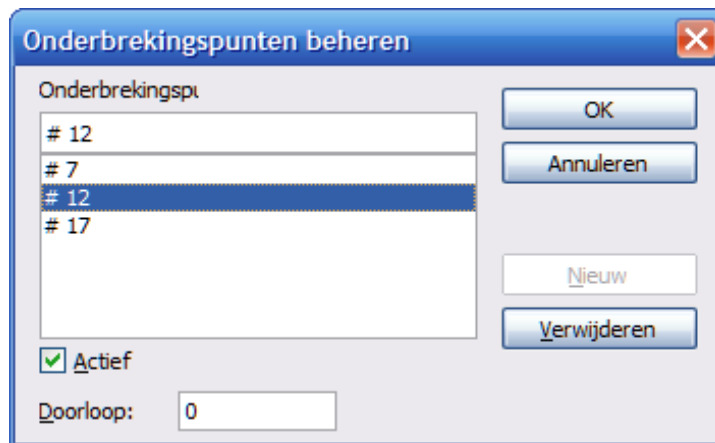 Onderbrekingspunten beheren
Onderbrekingspu
# 12
# 7
# 12
# 17
OK
Annuleren
Nieuw
Verwijderen
Actief
Doorloop: 0